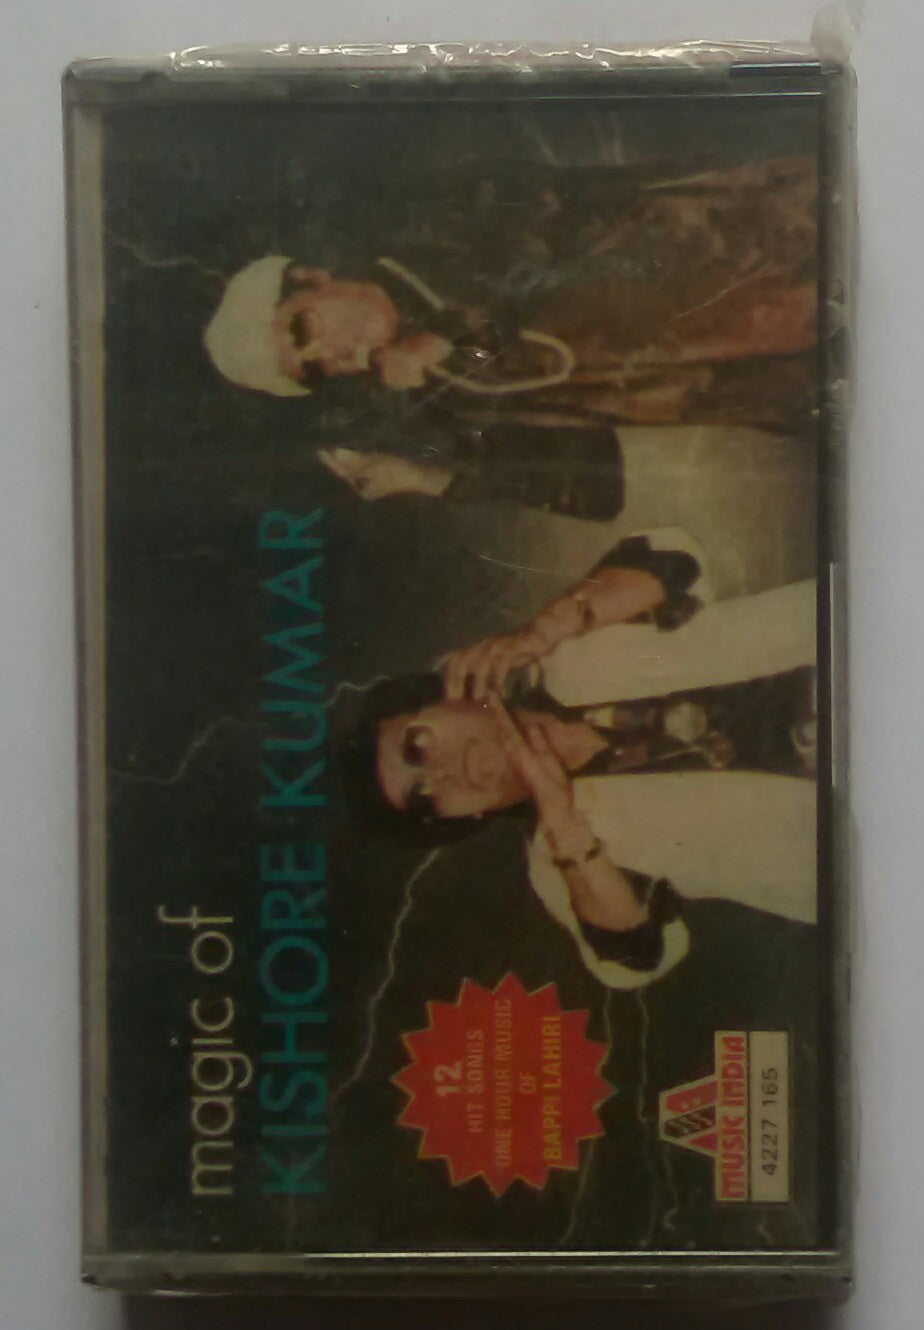 magic of
KISHORE KUMAR
12
HIT SONGS
ONE HOUR MUSIC
OF
BAPPI LAHIRI
MUSIC INDIA
4227 165